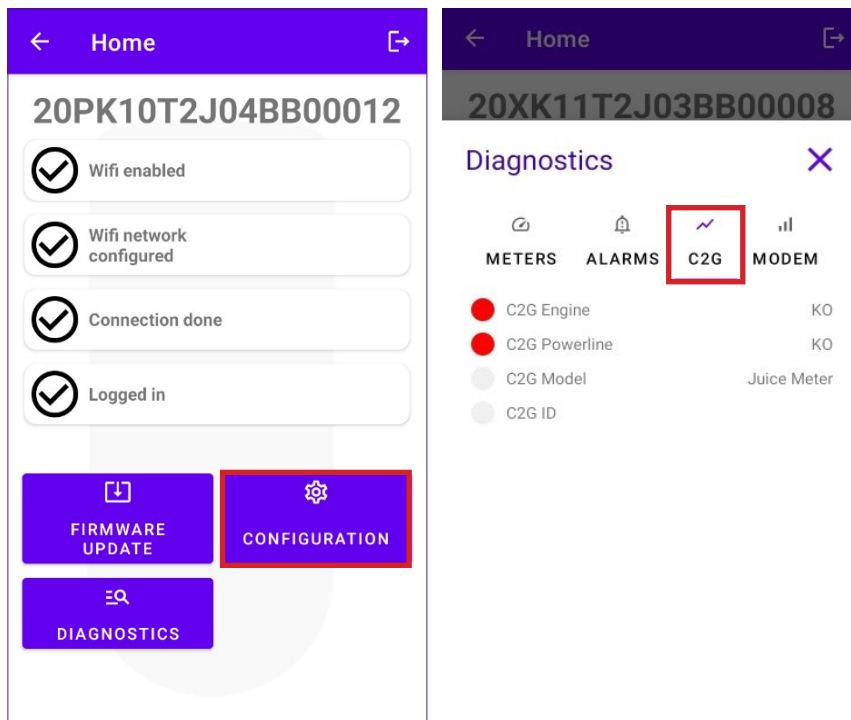 Home
20PK10T2J04BB00012
Wifi enabled
Wifi network
configured
Connection done
Logged in
FIRMWARE
UPDATE
CONFIGURATION
DIAGNOSTICS
Home
20XK11T2J03BB00008
Diagnostics
METERS ALARMS C2G MODEM
C2G Engine KO
C2G Powerline KO
C2G Model Juice Meter
C2G ID